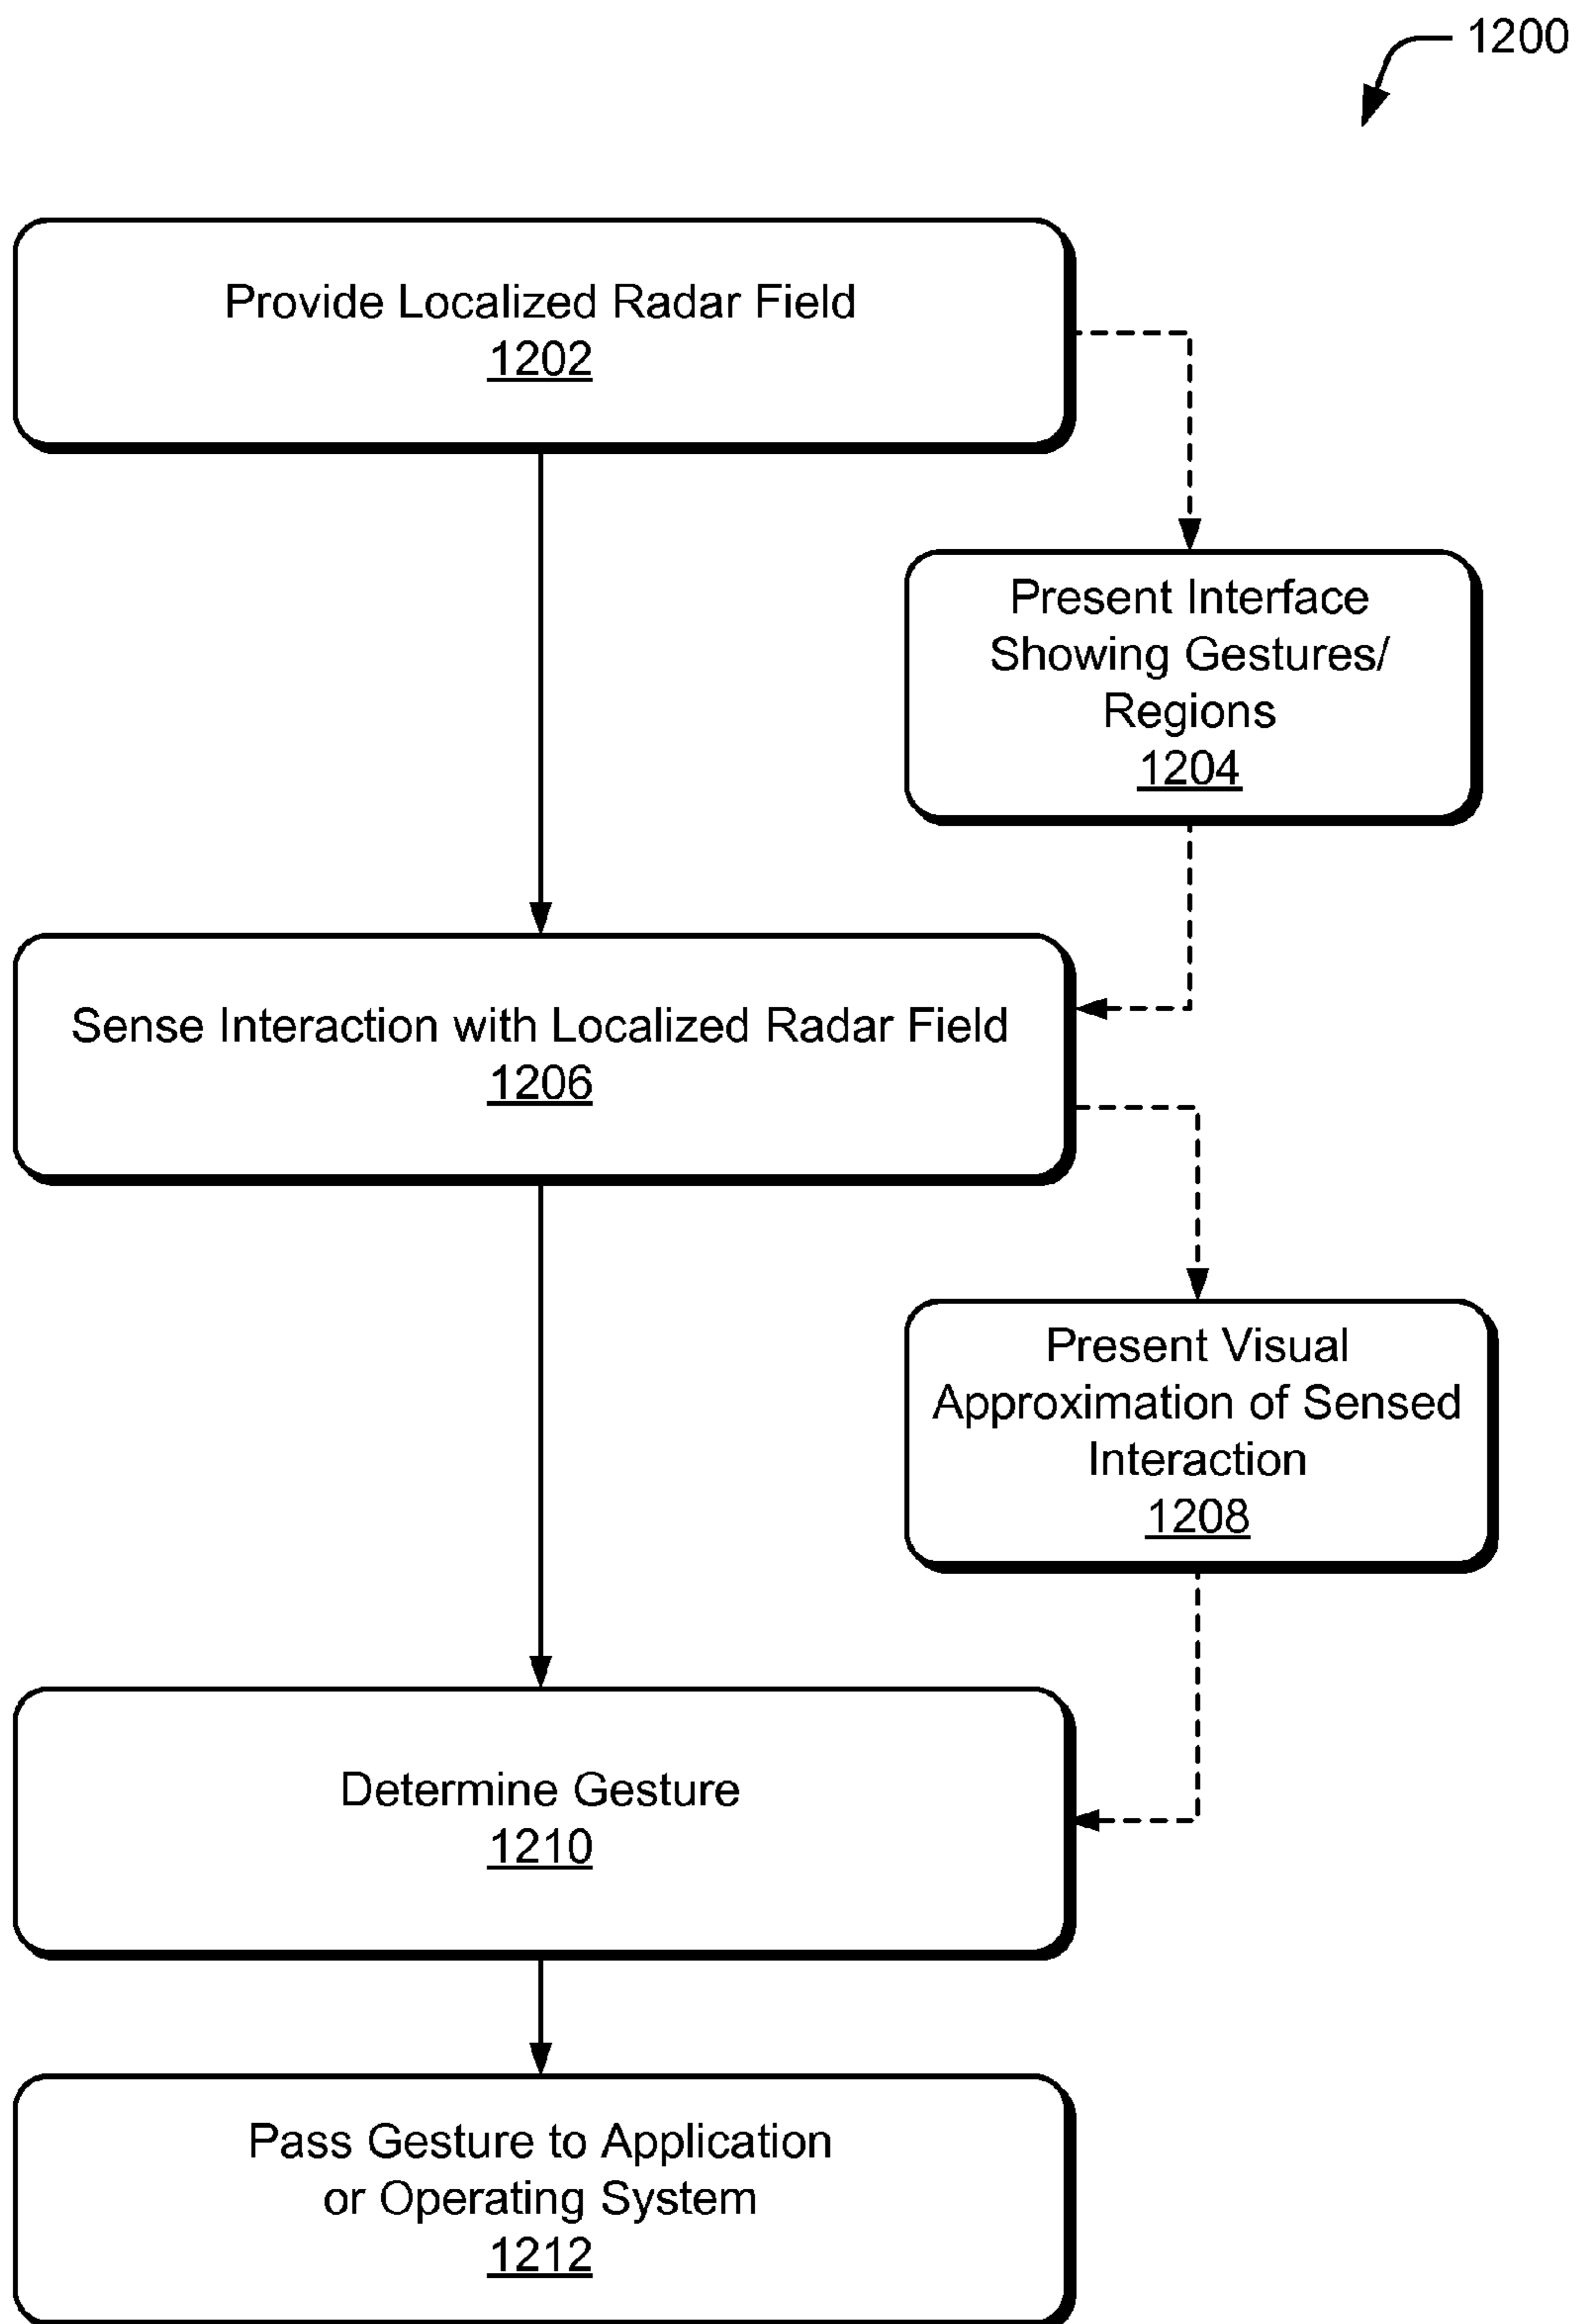 1200
Provide Localized Radar Field
1202
Present Interface
Showing Gestures/
Regions
1204
Sense Interaction with Localized Radar Field
1206
Present Visual
Approximation of Sensed
Interaction
1208
Determine Gesture
1210
Pass Gesture to Application
or Operating System
1212